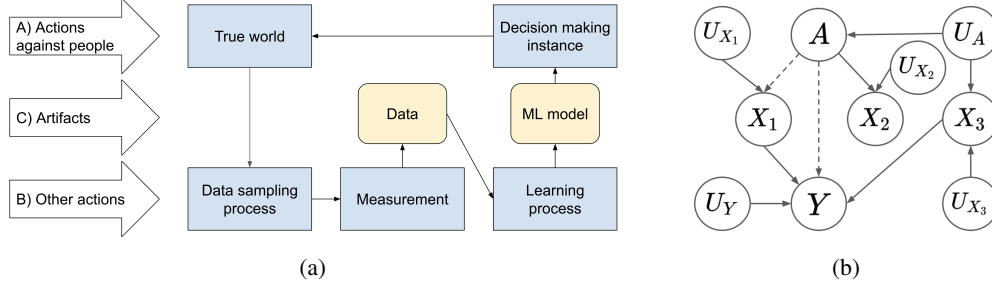 A) Actions
against people
True world
Decision making
instance
C) Artifacts
Data
ML model
B) Other actions
Data sampling
process
Measurement
Learning
process
(a)
U_{X_1}
A
U_A
U_{X_2}
X_1
X_2
X_3
U_Y
Y
U_{X_3}
(b)